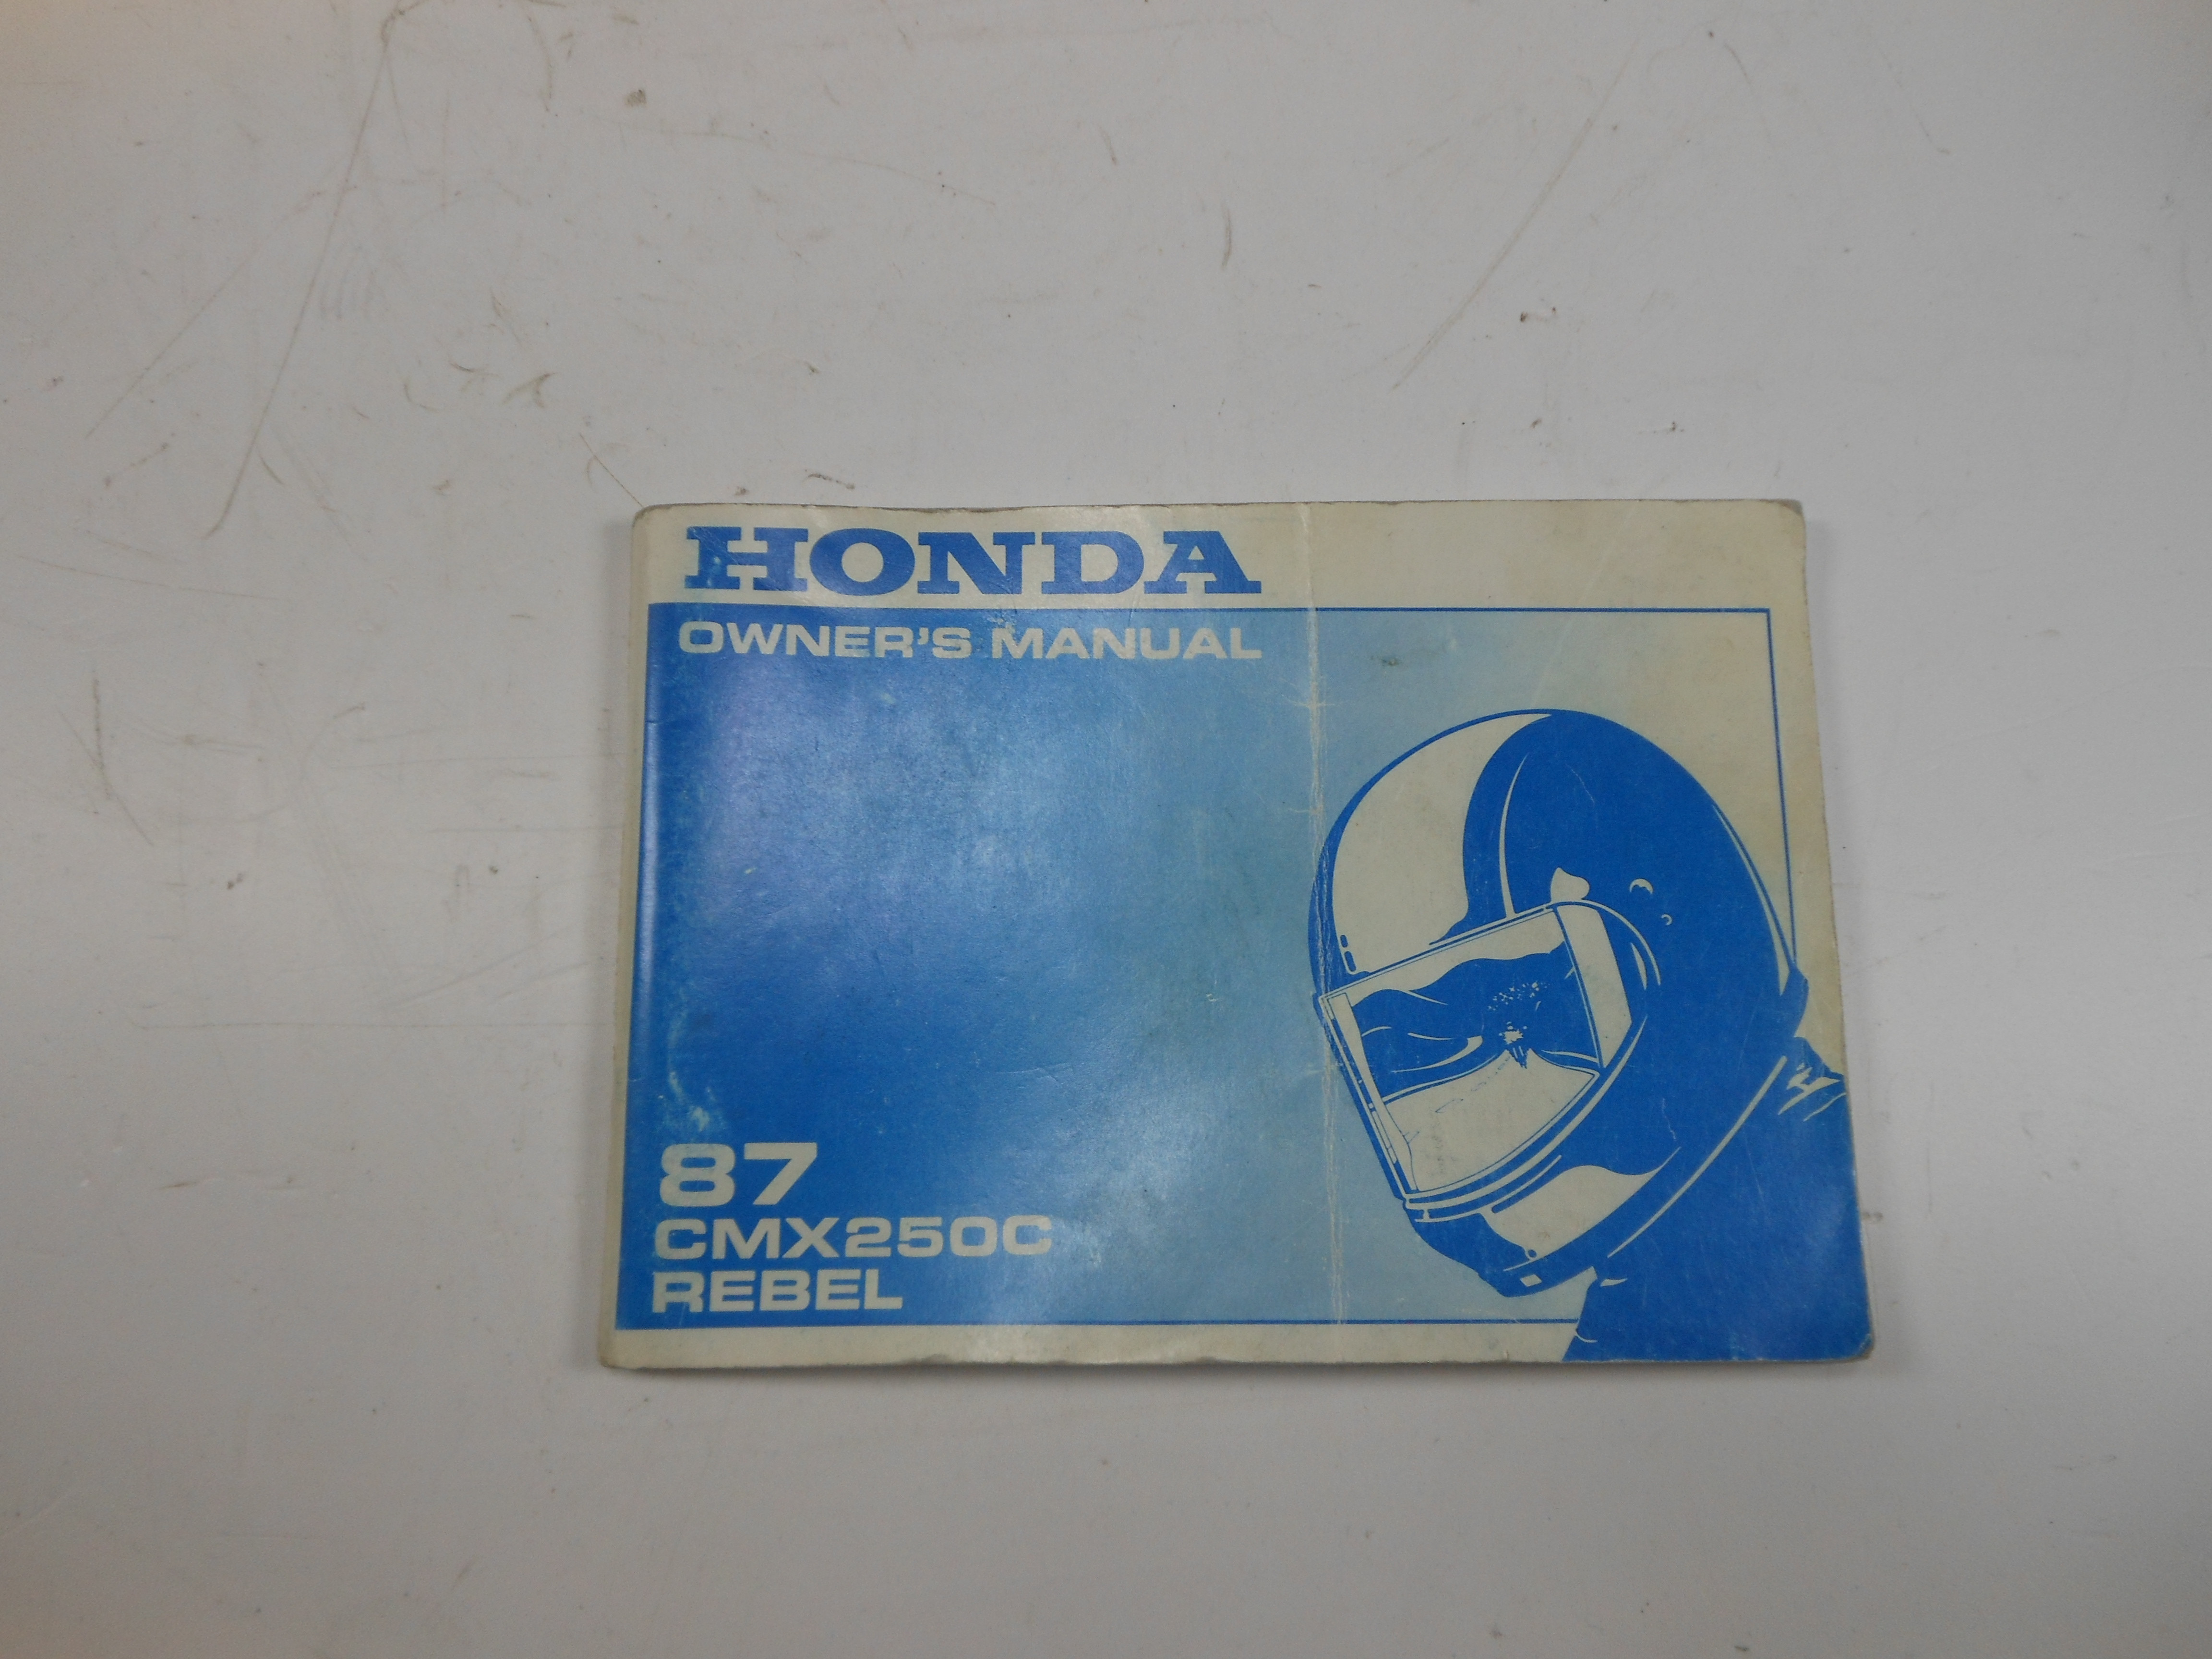 HONDA
OWNER'S MANUAL
87
CMX250C
REBEL